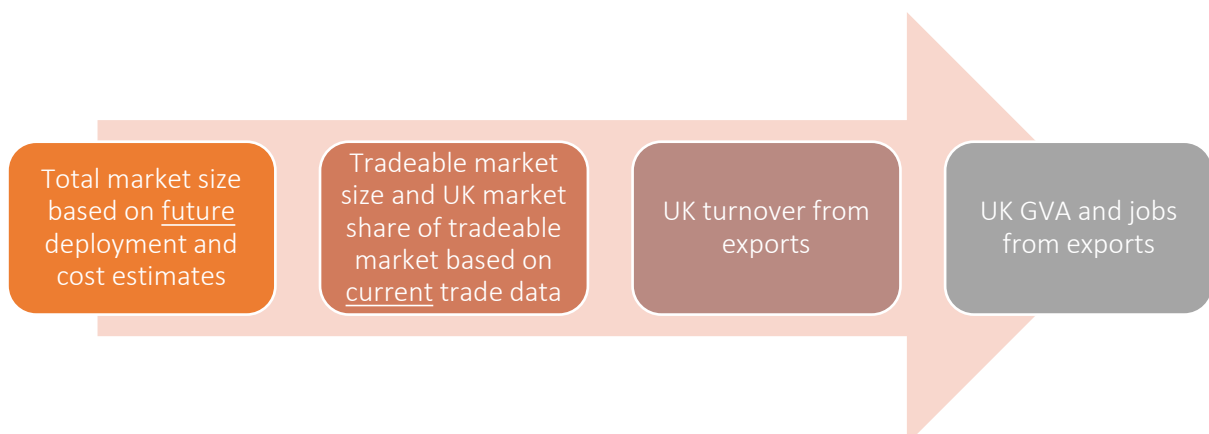 Total market size
based on future
deployment and
cost estimates
Tradeable market
size and UK market
share of tradeable
market based on
current trade data
UK turnover from
exports
UK GVA and jobs
from exports